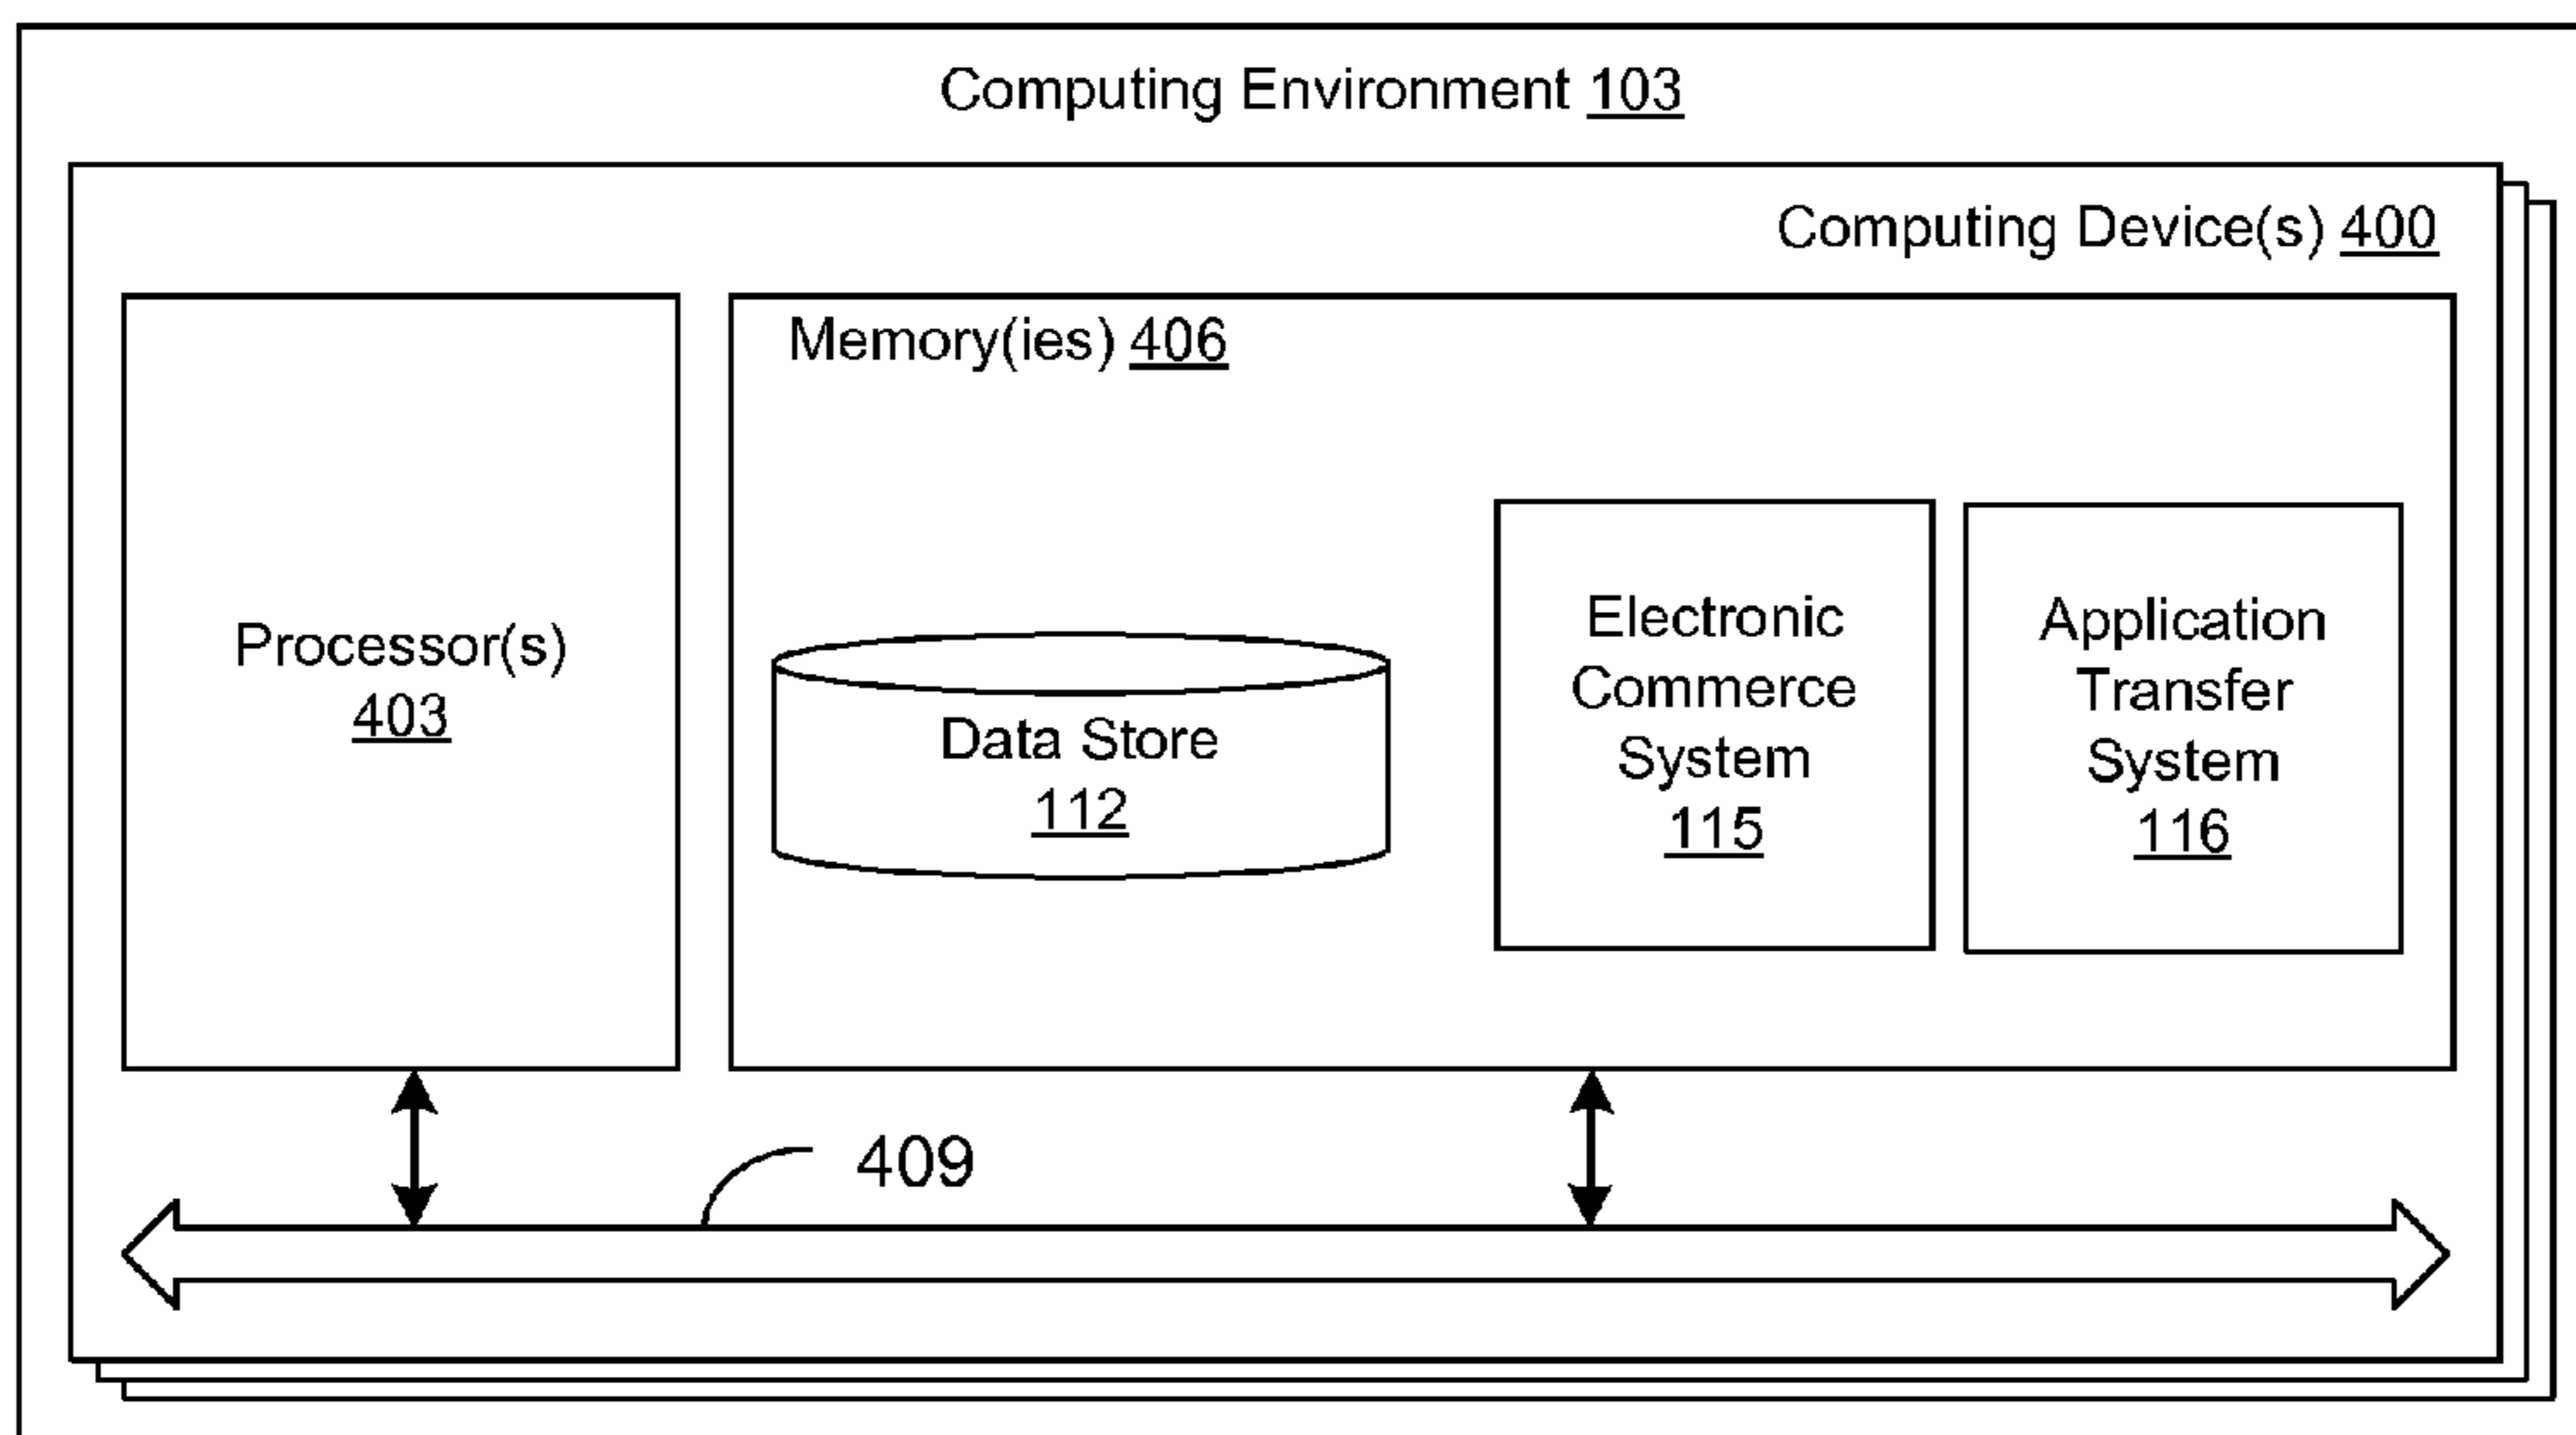 Computing Environment 103
Computing Device(s) 400
Memory(ies) 406
Processor(s)
403
Data Store
112
Electronic
Commerce
System
115
Application
Transfer
System
116
409